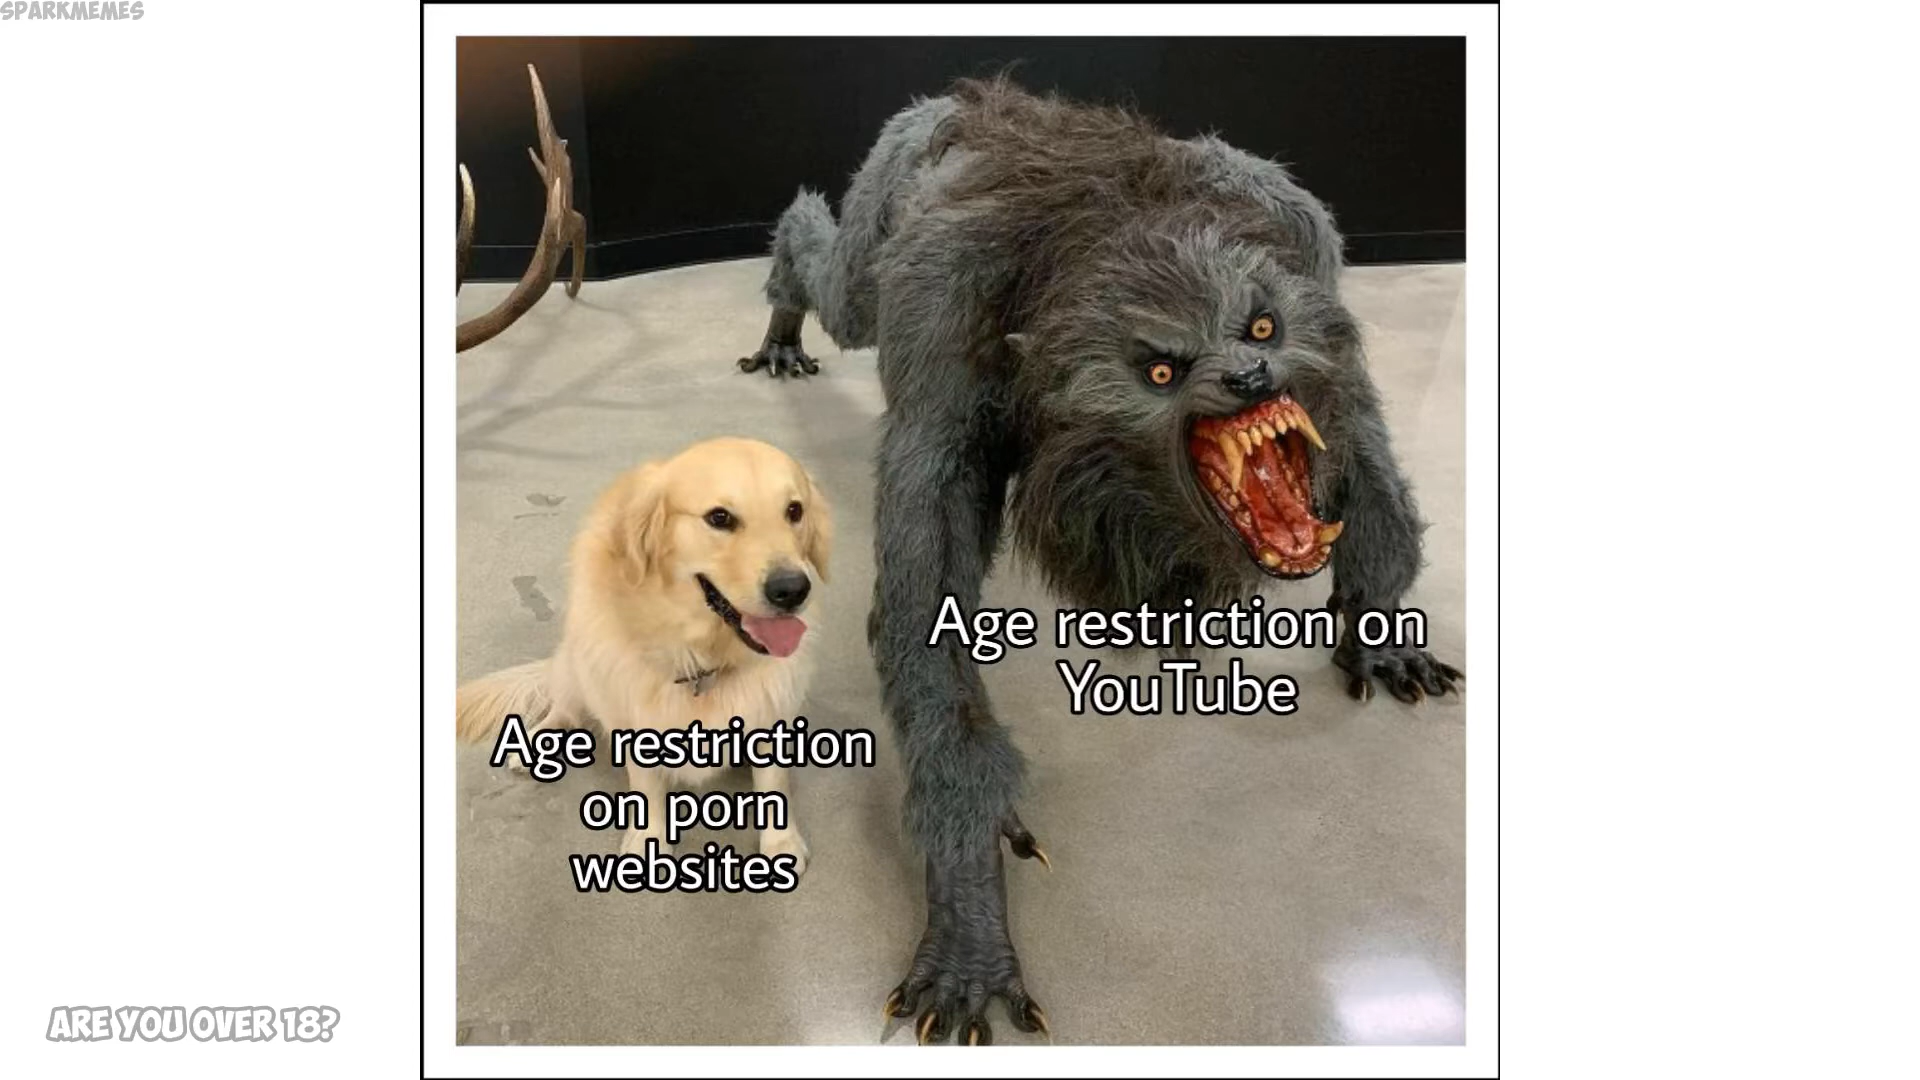 SPARKMEMES
Age restriction on
YouTube
Age restriction
on porn
websites
ARE YOU OVER 18?